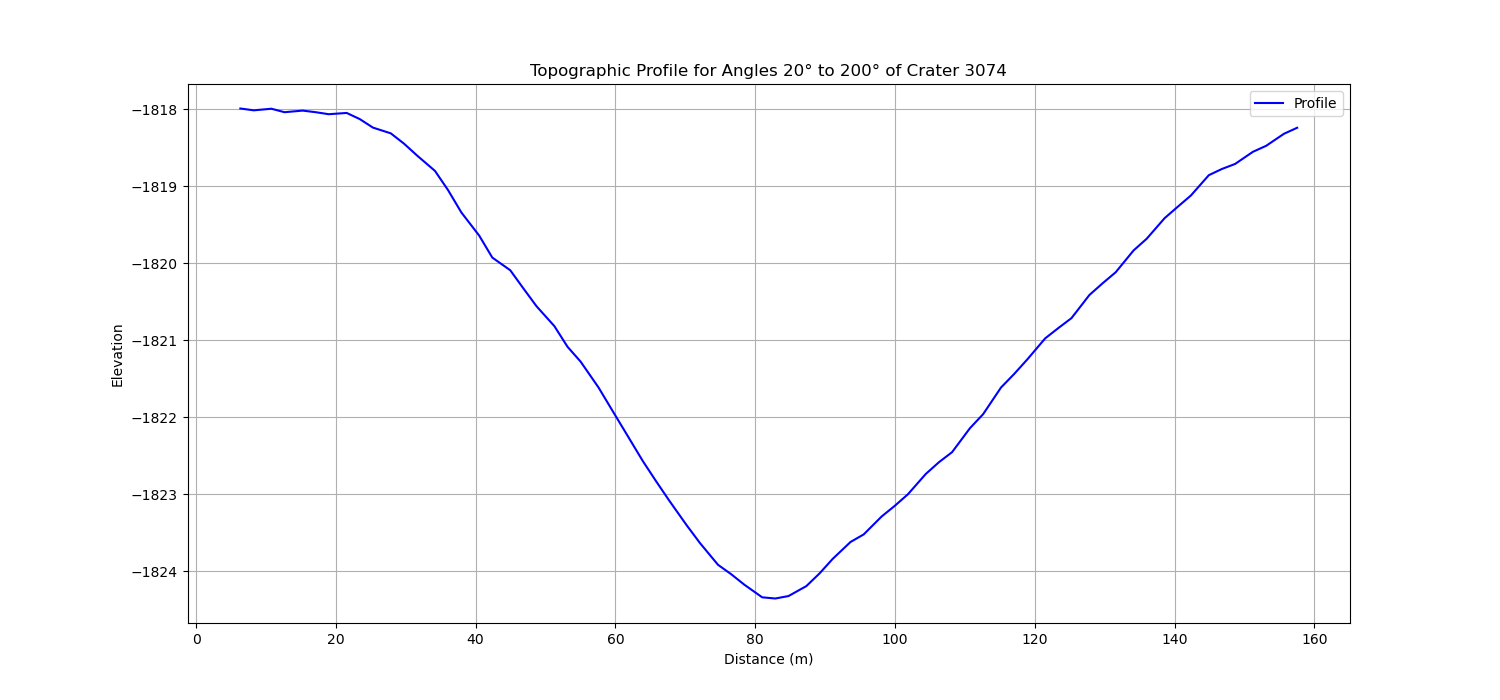 Topographic Profile for Angles 20° to 200° of Crater 3074
Profile
−1818
−1819
−1820
−1821
−1822
−1823
−1824
Elevation
0 20 40 60 80 100 120 140 160
Distance (m)